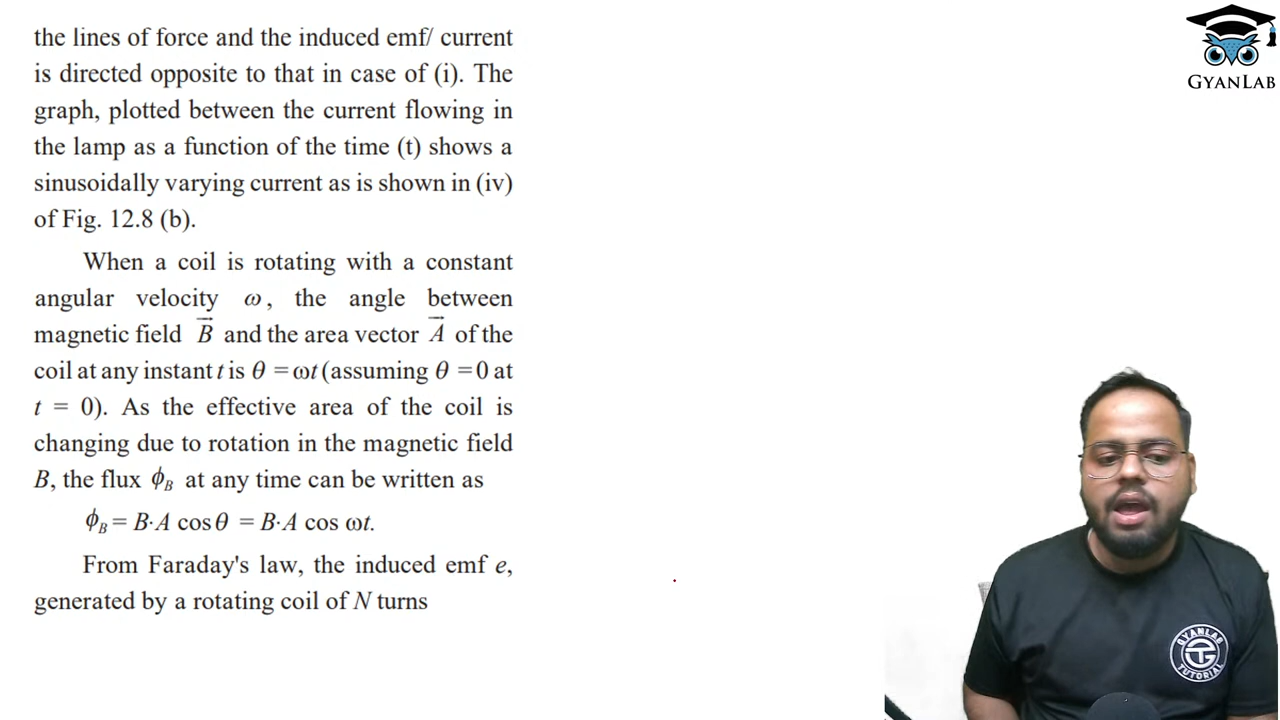 the lines of force and the induced emf/ current
is directed opposite to that in case of (i). The
graph, plotted between the current flowing in
the lamp as a function of the time (t) shows a
sinusoidally varying current as is shown in (iv)
of Fig. 12.8 (b).
When a coil is rotating with a constant
angular velocity ω, the angle between
magnetic field B⃗ and the area vector A⃗ of the
coil at any instant t is θ = ωt (assuming θ = 0 at
t = 0). As the effective area of the coil is
changing due to rotation in the magnetic field
B, the flux ϕ_B at any time can be written as
ϕ_B = B·A cos θ = B·A cos ωt.
From Faraday's law, the induced emf e,
generated by a rotating coil of N turns
GYANLAB
GYANLAB
TUTORIAL